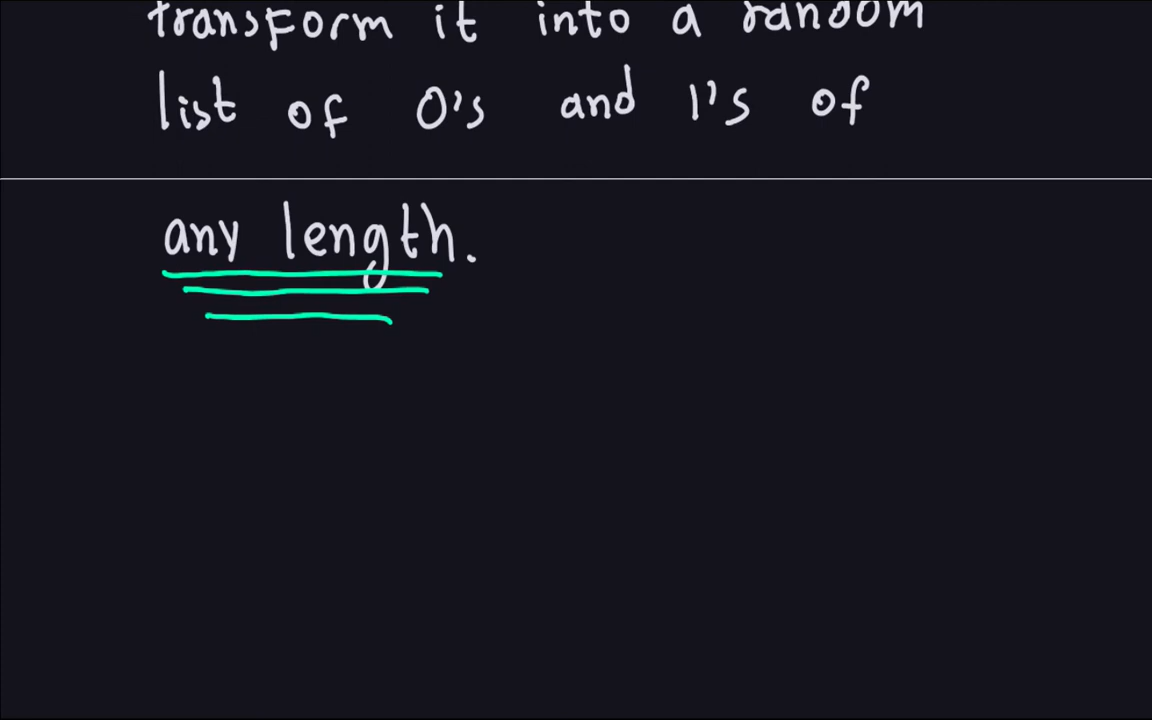 transform it into a random
list of 0's and 1's of
any length.